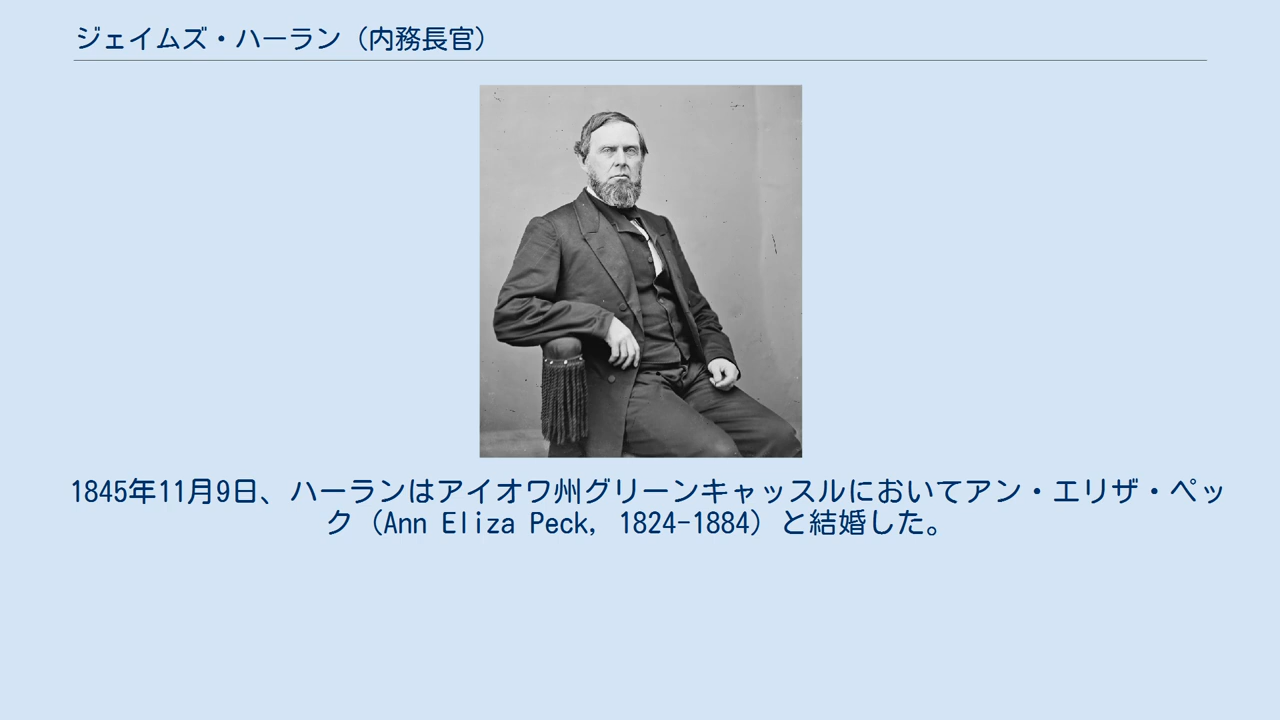 ジェイムズ・ハーラン（内務長官）
1845年11月9日、ハーランはアイオワ州グリーンキャッスルにおいてアン・エリザ・ペッ
ク（Ann Eliza Peck, 1824-1884）と結婚した。